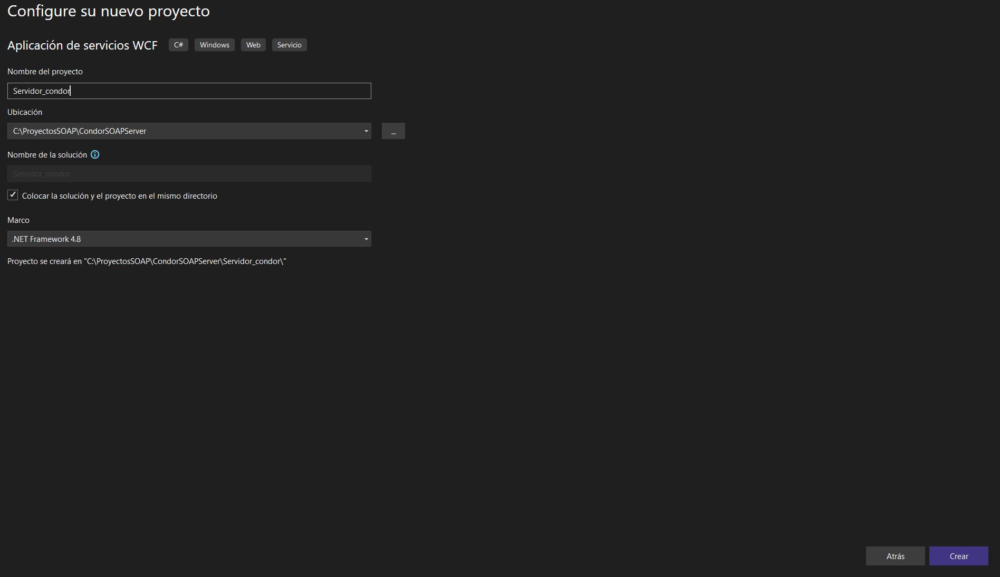 Configure su nuevo proyecto
Aplicación de servicios WCF C# Windows Web Servicio
Nombre del proyecto
Servidor_condor
Ubicación
C:\ProyectosSOAP\CondorSOAPServer ...
Nombre de la solución
Servidor_condor
Colocar la solución y el proyecto en el mismo directorio
Marco
.NET Framework 4.8
Proyecto se creará en "C:\ProyectosSOAP\CondorSOAPServer\Servidor_condor\"
Atrás Crear